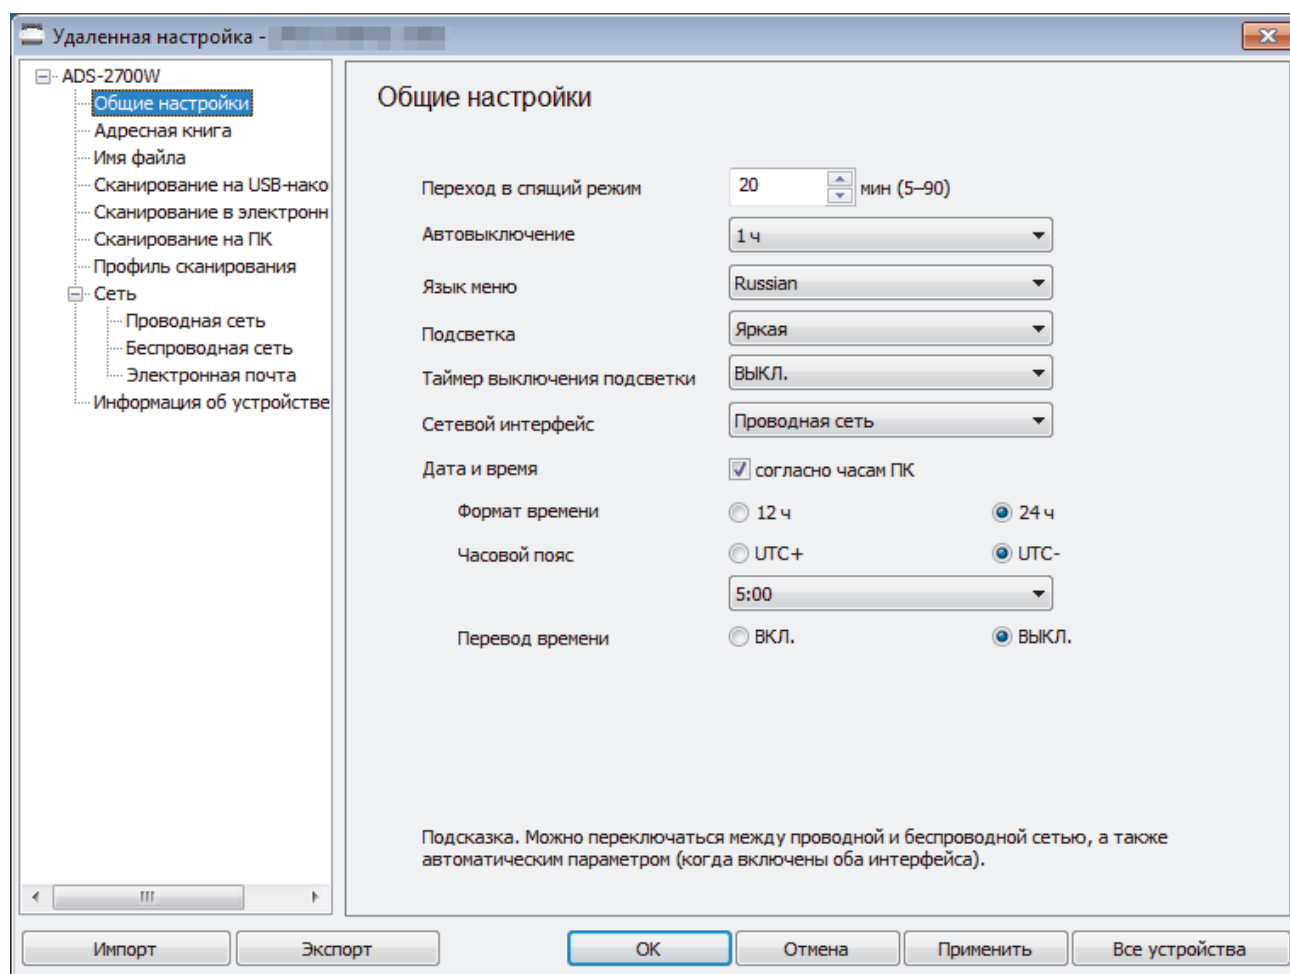 Удаленная настройка -
ADS-2700W
Общие настройки
Адресная книга
Имя файла
Сканирование на USB-нако
Сканирование в электронн
Сканирование на ПК
Профиль сканирования
Сеть
Проводная сеть
Беспроводная сеть
Электронная почта
Информация об устройстве
Общие настройки
Переход в спящий режим 20 мин (5–90)
Автовыключение 1 ч
Язык меню Russian
Подсветка Яркая
Таймер выключения подсветки ВЫКЛ.
Сетевой интерфейс Проводная сеть
Дата и время согласно часам ПК
Формат времени 12 ч 24 ч
Часовой пояс UTC+ UTC-
5:00
Перевод времени ВКЛ. ВЫКЛ.
Подсказка. Можно переключаться между проводной и беспроводной сетью, а также
автоматическим параметром (когда включены оба интерфейса).
Импорт Экспорт OK Отмена Применить Все устройства